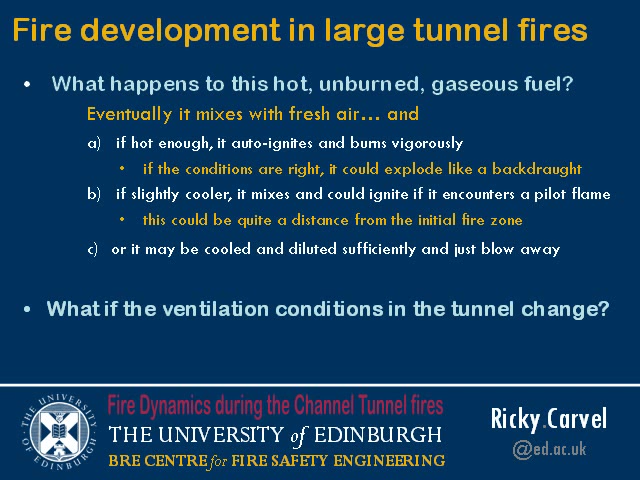 Fire development in large tunnel fires
• What happens to this hot, unburned, gaseous fuel?
Eventually it mixes with fresh air… and
a) if hot enough, it auto-ignites and burns vigorously
• if the conditions are right, it could explode like a backdraught
b) if slightly cooler, it mixes and could ignite if it encounters a pilot flame
• this could be quite a distance from the initial fire zone
c) or it may be cooled and diluted sufficiently and just blow away
• What if the ventilation conditions in the tunnel change?
THE UNIVERSITY OF EDINBURGH
Fire Dynamics during the Channel Tunnel fires
THE UNIVERSITY of EDINBURGH
BRE CENTRE for FIRE SAFETY ENGINEERING
Ricky.Carvel
@ed.ac.uk